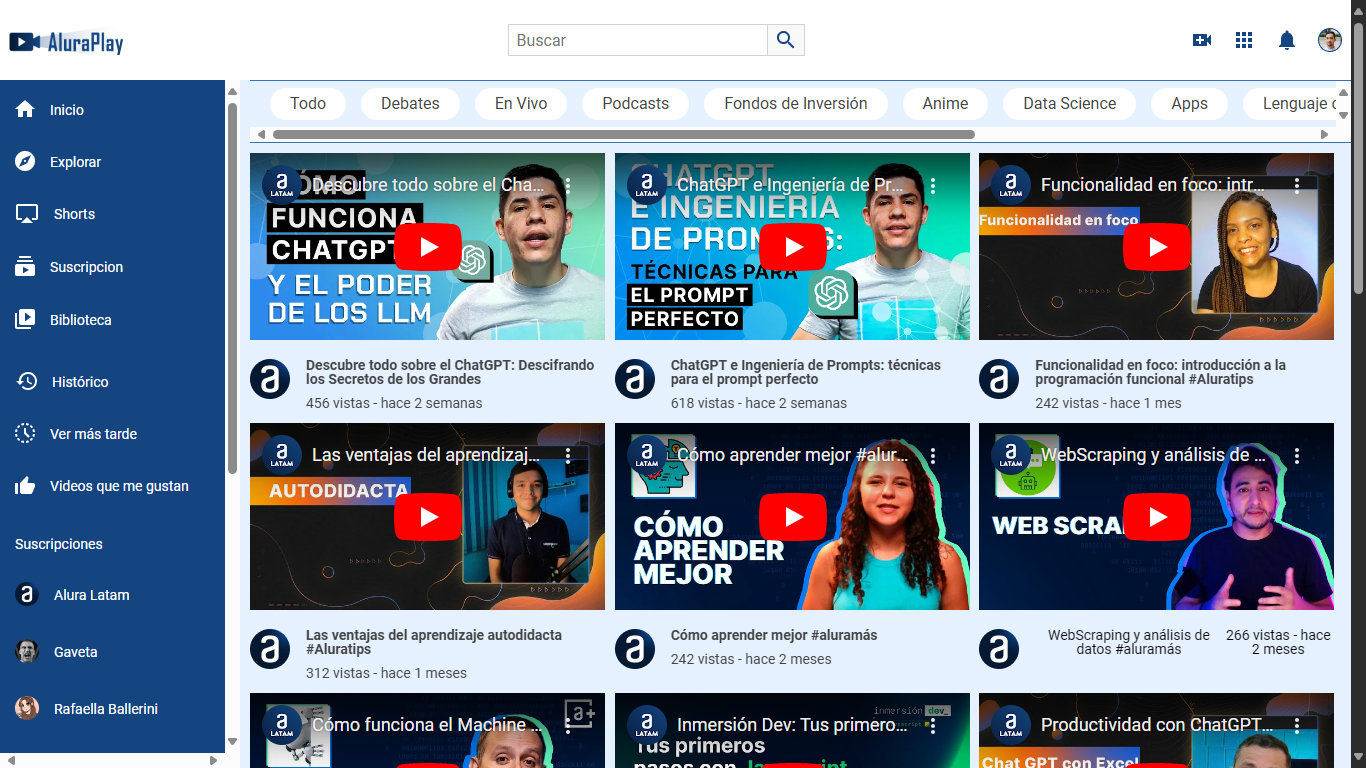 AluraPlay
Buscar
Inicio
Explorar
Shorts
Suscripcion
Biblioteca
Histórico
Ver más tarde
Videos que me gustan
Suscripciones
Alura Latam
Gaveta
Rafaella Ballerini
Todo
Debates
En Vivo
Podcasts
Fondos de Inversión
Anime
Data Science
Apps
Lenguaje
a LATAM
Descubre todo sobre el Cha...
FUNCIONA
CHATGPT
Y EL PODER
DE LOS LLM
Descubre todo sobre el ChatGPT: Descifrando
los Secretos de los Grandes
456 vistas - hace 2 semanas
a LATAM
CHATGPT
ChatGPT e Ingeniería de Pr...
E INGENIERÍA
DE PROMPTS:
TÉCNICAS PARA
EL PROMPT
PERFECTO
ChatGPT e Ingeniería de Prompts: técnicas
para el prompt perfecto
618 vistas - hace 2 semanas
a LATAM
Funcionalidad en foco: intr...
Funcionalidad en foco
Funcionalidad en foco: introducción a la
programación funcional #Aluratips
242 vistas - hace 1 mes
a LATAM
Las ventajas del aprendizaj...
AUTODIDACTA
Las ventajas del aprendizaje autodidacta
#Aluratips
312 vistas - hace 1 meses
a LATAM
Cómo aprender mejor #alur...
CÓMO
APRENDER
MEJOR
Cómo aprender mejor #aluramás
242 vistas - hace 2 meses
a LATAM
WebScraping y análisis de ...
WEB SCRA
WebScraping y análisis de
datos #aluramás
266 vistas - hace
2 meses
a LATAM
Cómo funciona el Machine ...
a+
a LATAM
inmersión dev_
Inmersión Dev: Tus primero...
Tus primeros
a LATAM
Productividad con ChatGPT...
Chat GPT con Excel